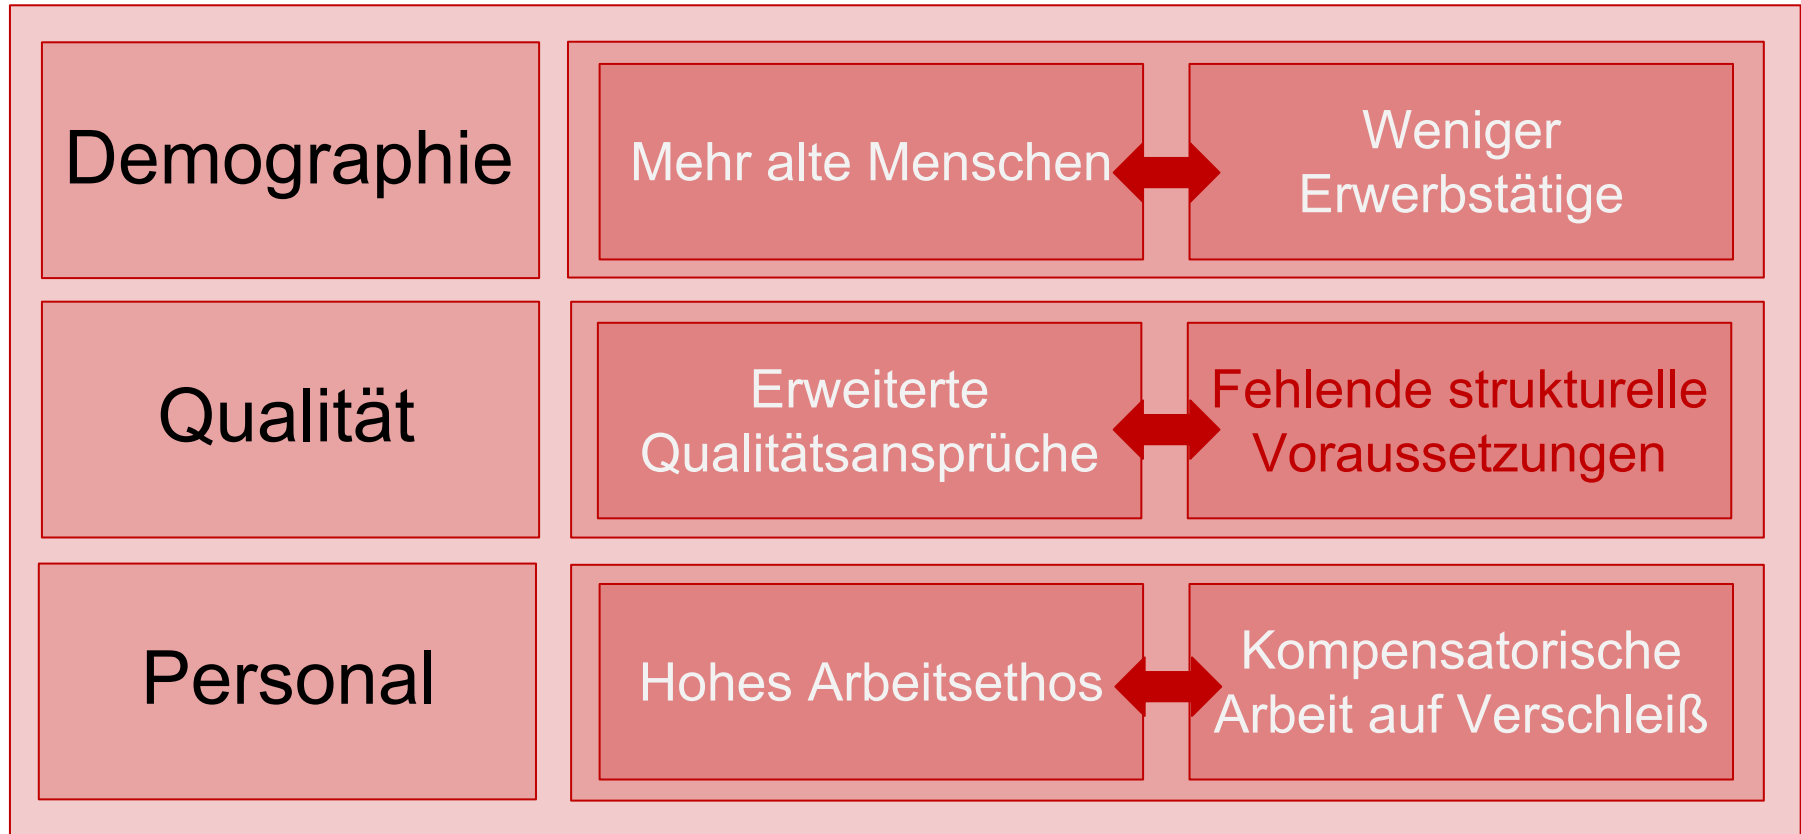 Demographie
Mehr alte Menschen
Weniger
Erwerbstätige
Qualität
Erweiterte
Qualitätsansprüche
Fehlende strukturelle
Voraussetzungen
Personal
Hohes Arbeitsethos
Kompensatorische
Arbeit auf Verschleiß